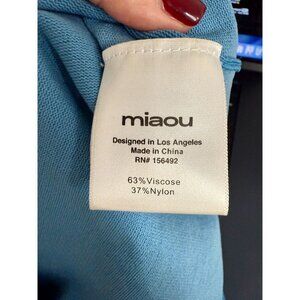 miaou
Designed in Los Angeles
Made in China
RN# 156492
63%Viscose
37%Nylon